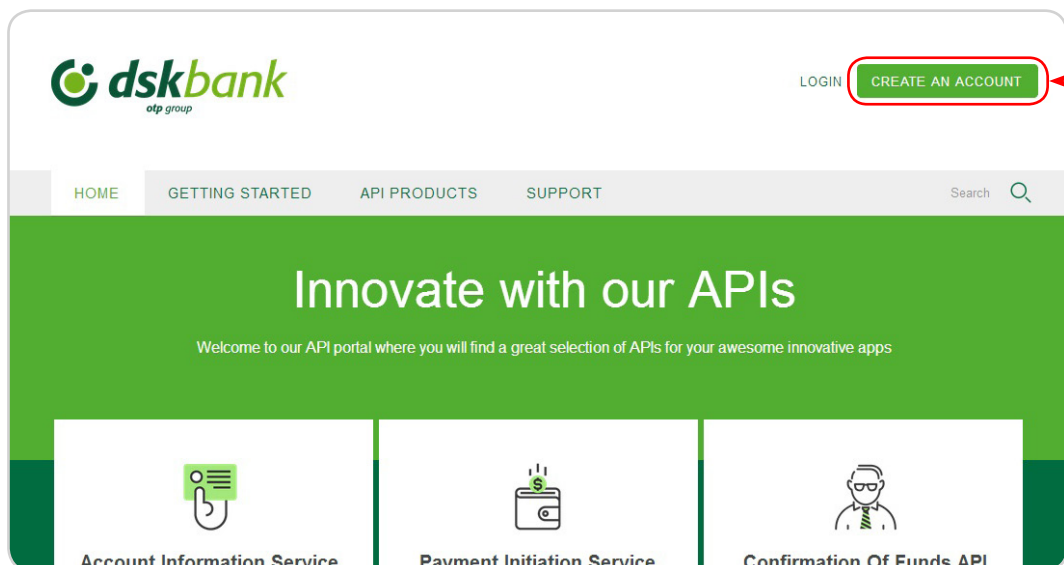 dskbank
otp group
LOGIN
CREATE AN ACCOUNT
HOME GETTING STARTED API PRODUCTS SUPPORT Search
Innovate with our APIs
Welcome to our API portal where you will find a great selection of APIs for your awesome innovative apps
$
Account Information Service
Payment Initiation Service
Confirmation Of Funds API